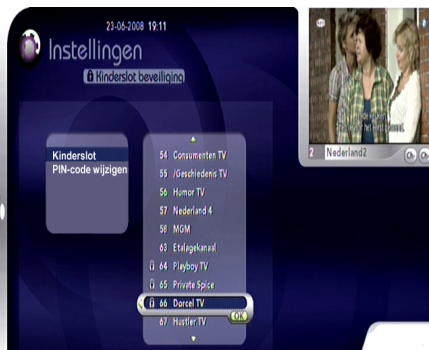 23-06-2008 19:11
Instellingen
Kinderslot beveiliging
Kinderslot
PIN-code wijzigen
54 Consumenten TV
55 /Geschiedenis TV
56 Humor TV
57 Nederland 4
58 MGM
63 Etalagekanaal
64 Playboy TV
65 Private Spice
66 Dorcel TV
OK
67 Hustler TV
2 Nederland2
Ch- Ch+